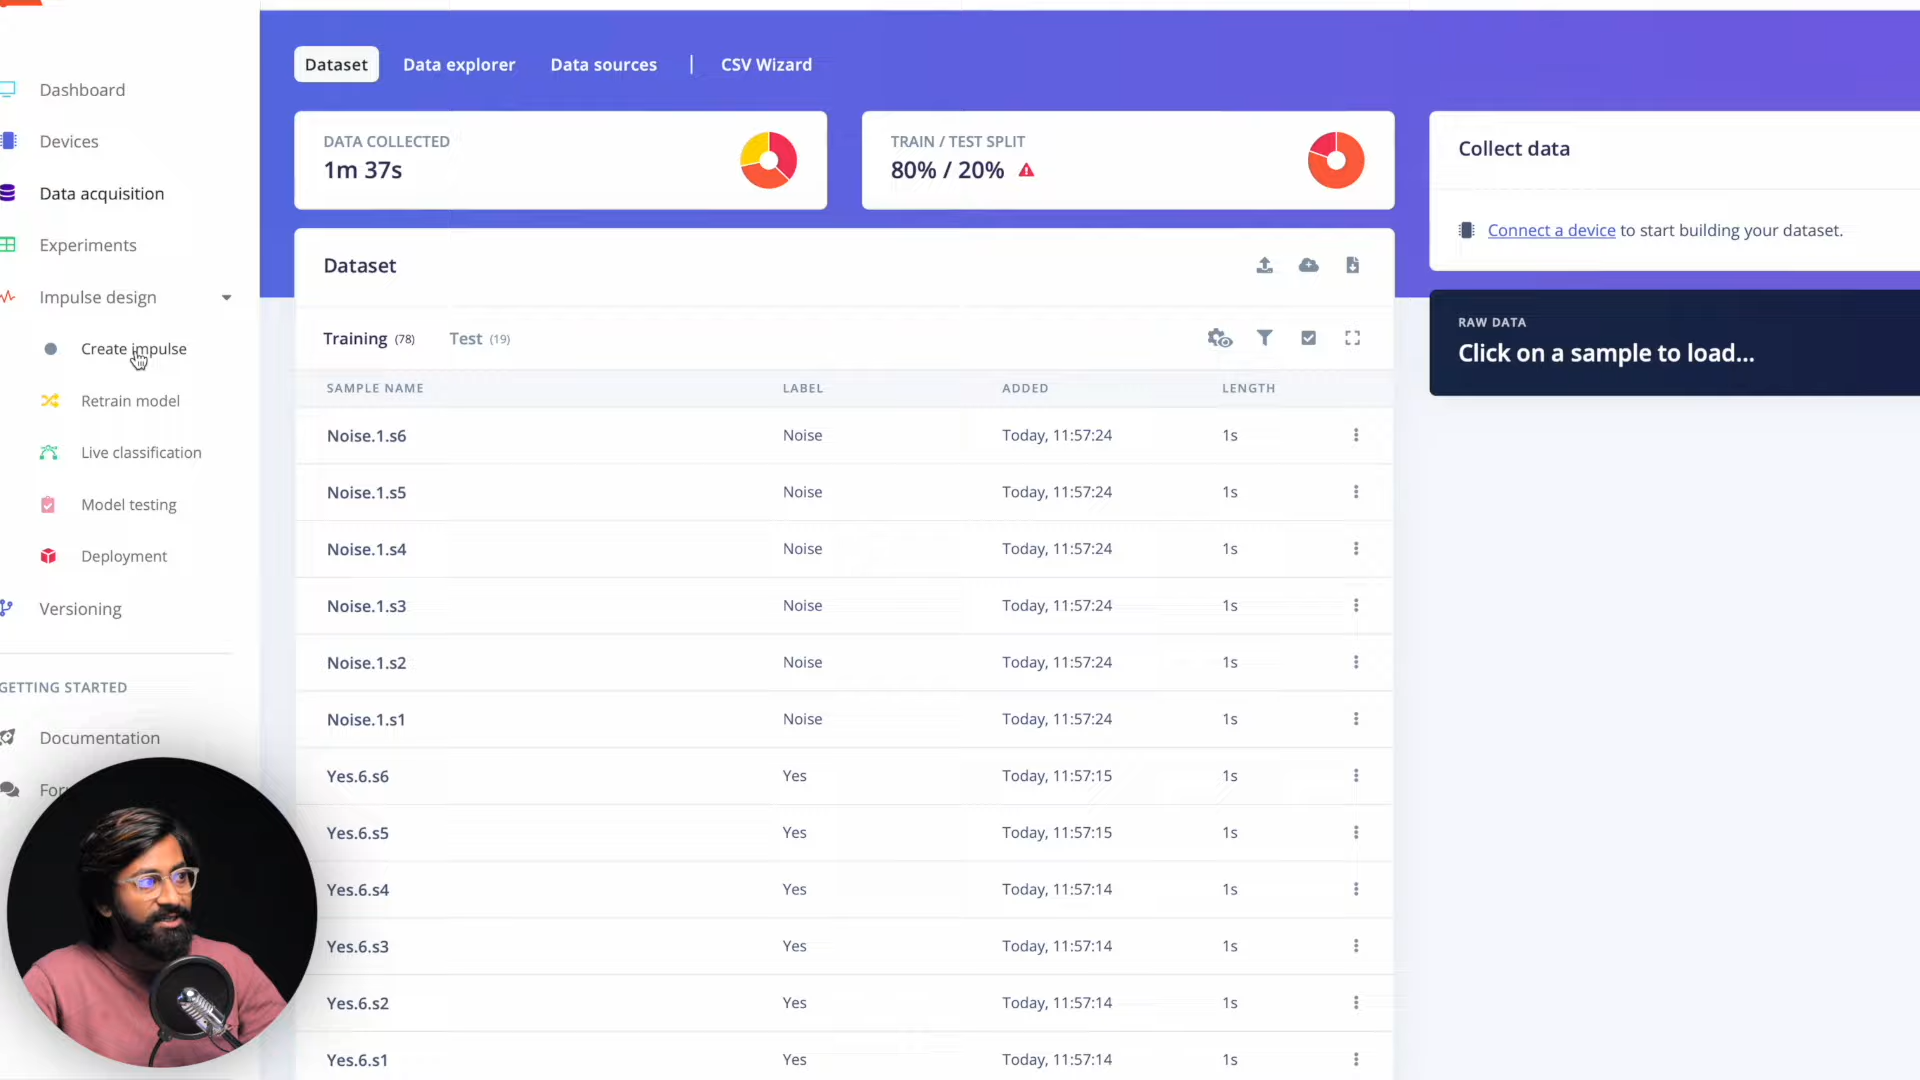 Dataset
Data explorer
Data sources
|
CSV Wizard
Dashboard
Devices
Data acquisition
Experiments
Impulse design
Create impulse
Retrain model
Live classification
Model testing
Deployment
Versioning
GETTING STARTED
Documentation
DATA COLLECTED
1m 37s
TRAIN / TEST SPLIT
80% / 20%
Collect data
Connect a device to start building your dataset.
RAW DATA
Click on a sample to load...
Dataset
Training (78)
Test (19)
SAMPLE NAME LABEL ADDED LENGTH
Noise.1.s6 Noise Today, 11:57:24 1s
Noise.1.s5 Noise Today, 11:57:24 1s
Noise.1.s4 Noise Today, 11:57:24 1s
Noise.1.s3 Noise Today, 11:57:24 1s
Noise.1.s2 Noise Today, 11:57:24 1s
Noise.1.s1 Noise Today, 11:57:24 1s
Yes.6.s6 Yes Today, 11:57:15 1s
Yes.6.s5 Yes Today, 11:57:15 1s
Yes.6.s4 Yes Today, 11:57:14 1s
Yes.6.s3 Yes Today, 11:57:14 1s
Yes.6.s2 Yes Today, 11:57:14 1s
Yes.6.s1 Yes Today, 11:57:14 1s